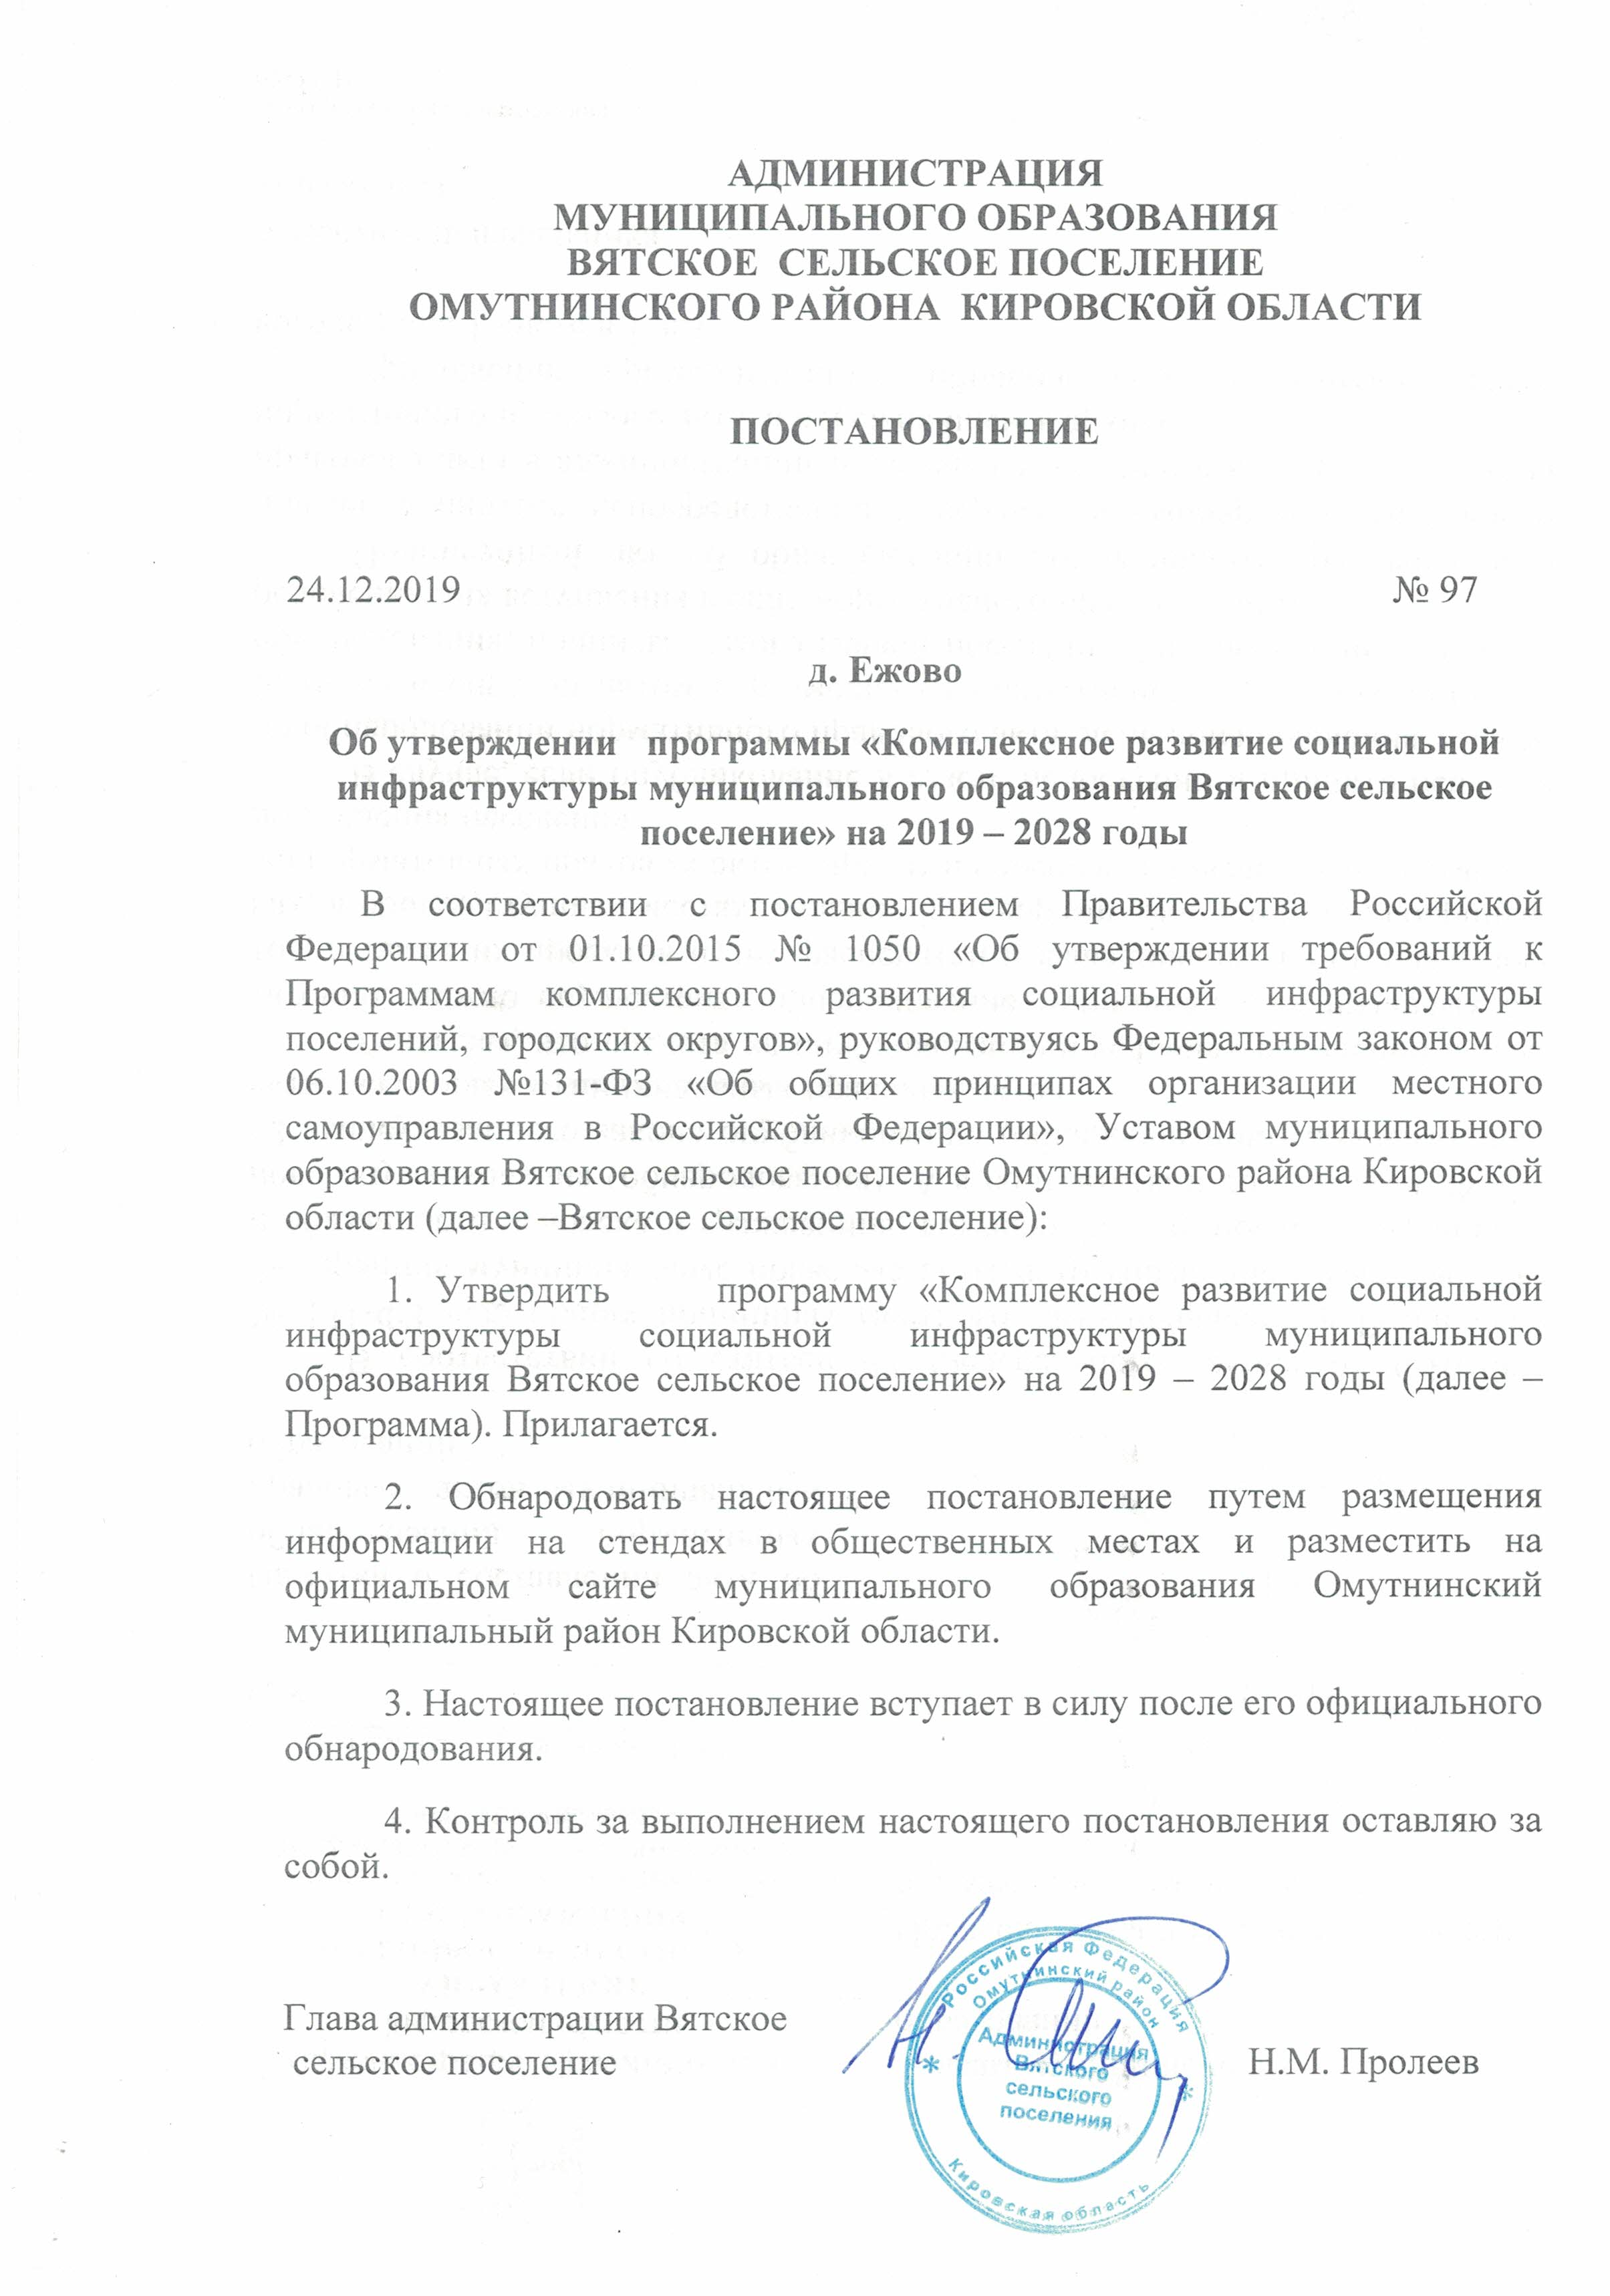 АДМИНИСТРАЦИЯ
МУНИЦИПАЛЬНОГО ОБРАЗОВАНИЯ
ВЯТСКОЕ СЕЛЬСКОЕ ПОСЕЛЕНИЕ
ОМУТНИНСКОГО РАЙОНА КИРОВСКОЙ ОБЛАСТИ
ПОСТАНОВЛЕНИЕ
24.12.2019 № 97
д. Ежово
Об утверждении программы «Комплексное развитие социальной
инфраструктуры муниципального образования Вятское сельское
поселение» на 2019 – 2028 годы
В соответствии с постановлением Правительства Российской
Федерации от 01.10.2015 № 1050 «Об утверждении требований к
Программам комплексного развития социальной инфраструктуры
поселений, городских округов», руководствуясь Федеральным законом от
06.10.2003 №131-ФЗ «Об общих принципах организации местного
самоуправления в Российской Федерации», Уставом муниципального
образования Вятское сельское поселение Омутнинского района Кировской
области (далее –Вятское сельское поселение):
1. Утвердить программу «Комплексное развитие социальной
инфраструктуры социальной инфраструктуры муниципального
образования Вятское сельское поселение» на 2019 – 2028 годы (далее –
Программа). Прилагается.
2. Обнародовать настоящее постановление путем размещения
информации на стендах в общественных местах и разместить на
официальном сайте муниципального образования Омутнинский
муниципальный район Кировской области.
3. Настоящее постановление вступает в силу после его официального
обнародования.
4. Контроль за выполнением настоящего постановления оставляю за
собой.
Глава администрации Вятское
сельское поселение Н.М. Пролеев
Российская Федерация
Омутнинский район
Администрация
Вятского
сельского
поселения
Кировская область